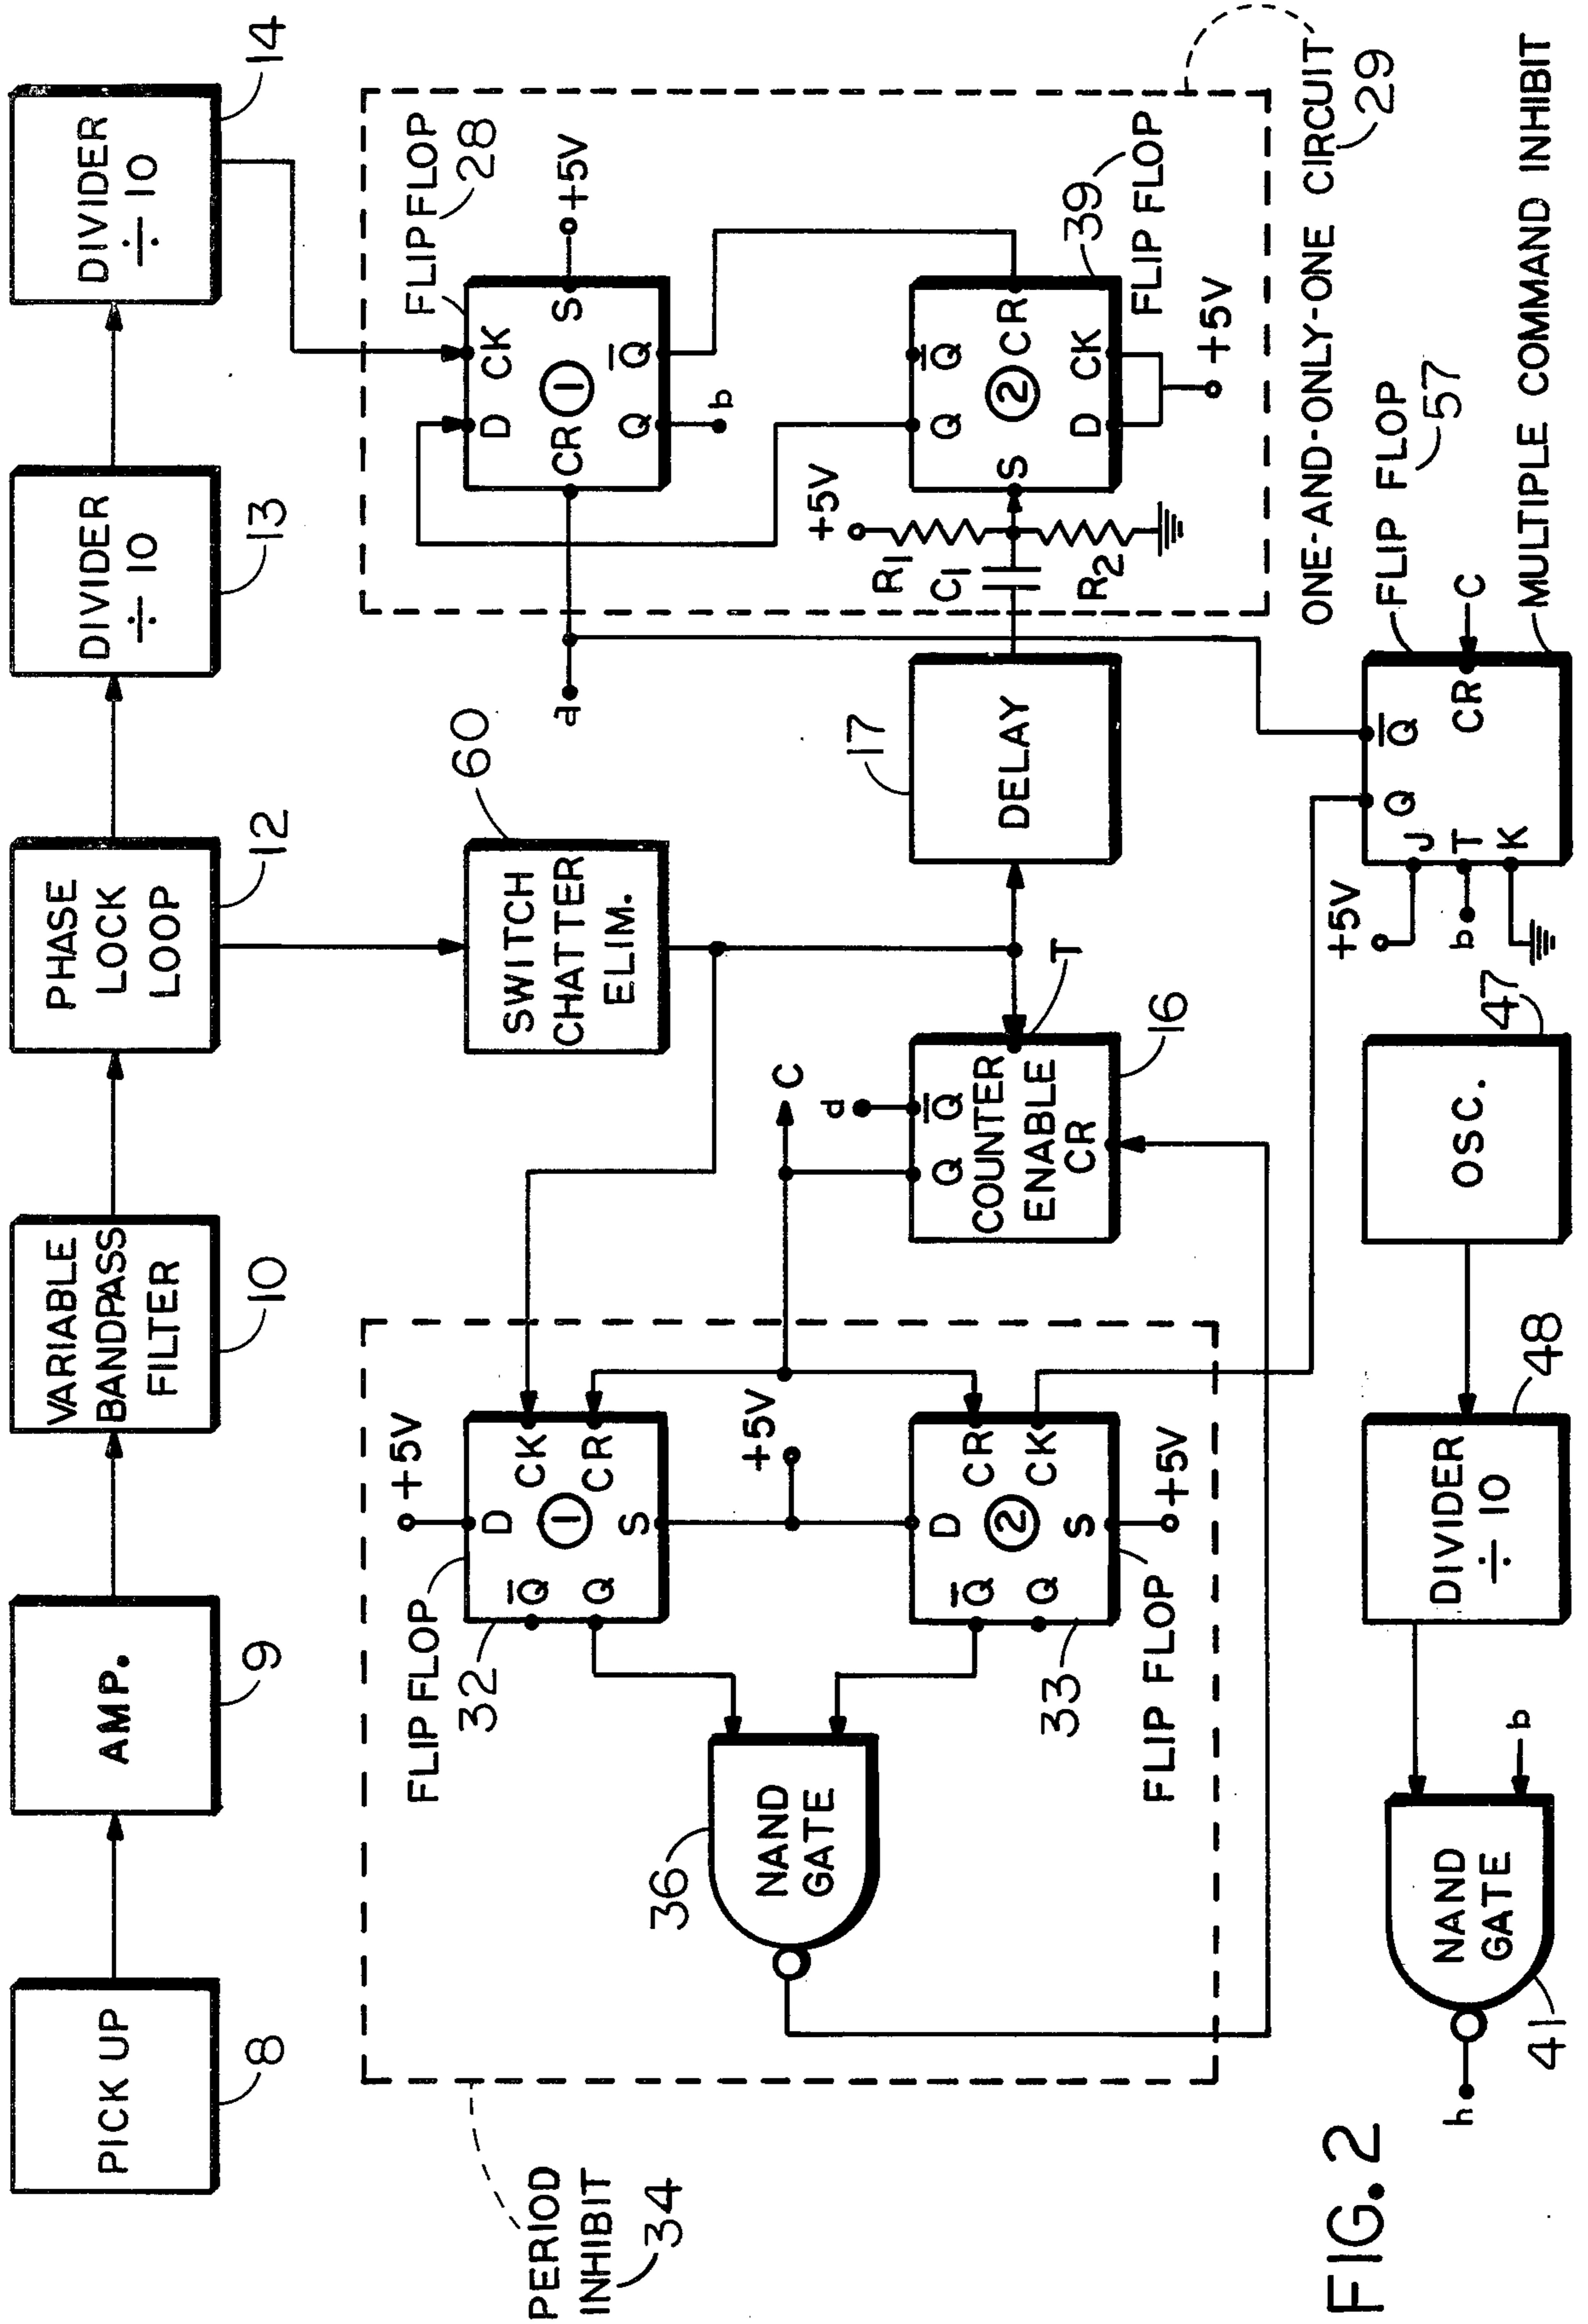 PICK UP
8
AMP.
9
VARIABLE
BANDPASS
FILTER
10
PHASE
LOCK
LOOP
12
DIVIDER
÷ 10
13
DIVIDER
÷ 10
14
PERIOD
INHIBIT
34
FLIP FLOP
32
+5V
D
CK
Q̅
①
CR
Q
S
+5V
36
NAND
GATE
D
CR
Q̅
②
CK
Q
S
33
FLIP FLOP
+5V
SWITCH
CHATTER
ELIM.
60
C
d
Q
Q̅
COUNTER
ENABLE
CR
T
16
17
DELAY
a
FLIP FLOP
28
D
CK
CR
①
S
+5V
Q
Q̅
b
+5V
R1
C1
R2
Q
Q̅
S
②
CR
D
CK
39
FLIP FLOP
+5V
ONE-AND-ONLY-ONE CIRCUIT
29
FIG. 2
h
NAND
GATE
41
b
DIVIDER
÷ 10
48
OSC.
47
+5V
b
J
T
K
Q
Q̅
CR
C
FLIP FLOP
57
MULTIPLE COMMAND INHIBIT